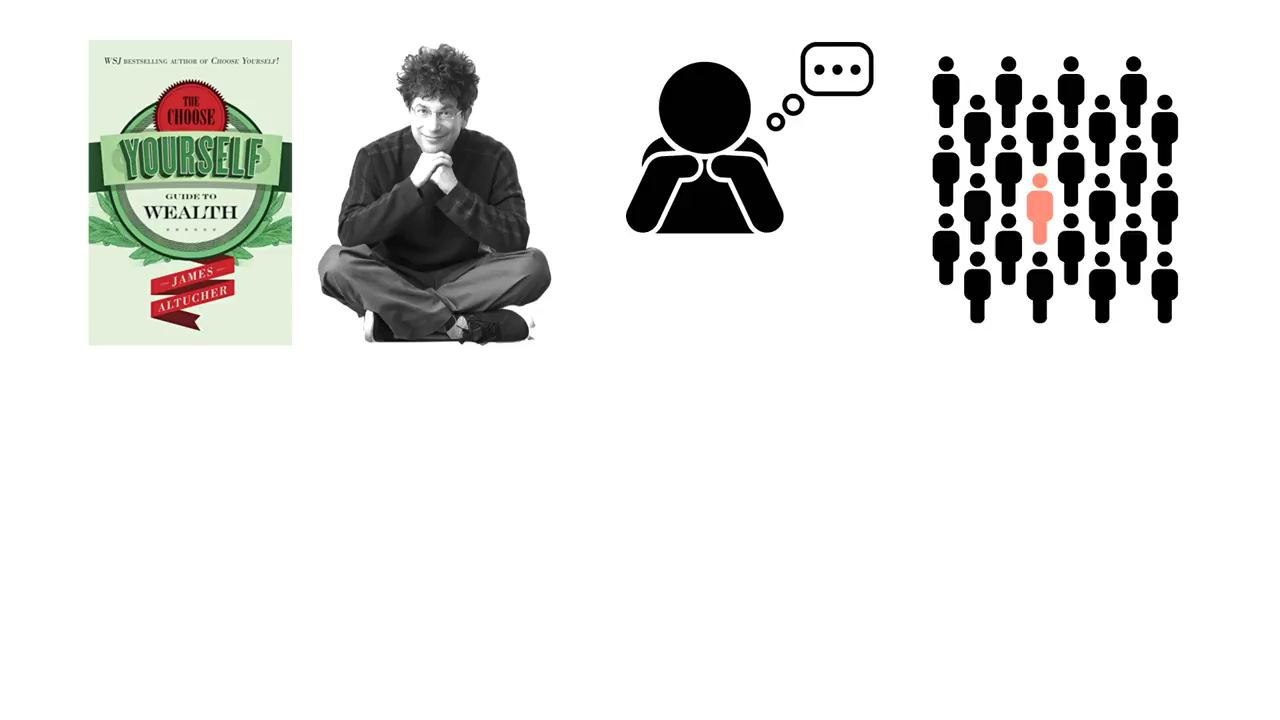 WSJ BESTSELLING AUTHOR OF CHOOSE YOURSELF!
THE
CHOOSE
YOURSELF
GUIDE TO
WEALTH
JAMES
ALTUCHER